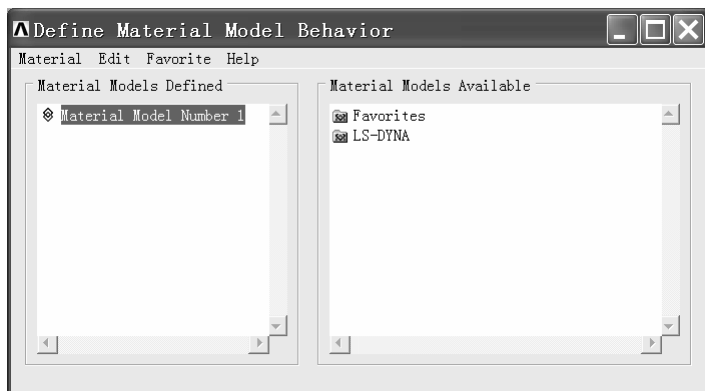 Define Material Model Behavior
Material Edit Favorite Help
Material Models Defined
Material Model Number 1
Material Models Available
Favorites
LS-DYNA